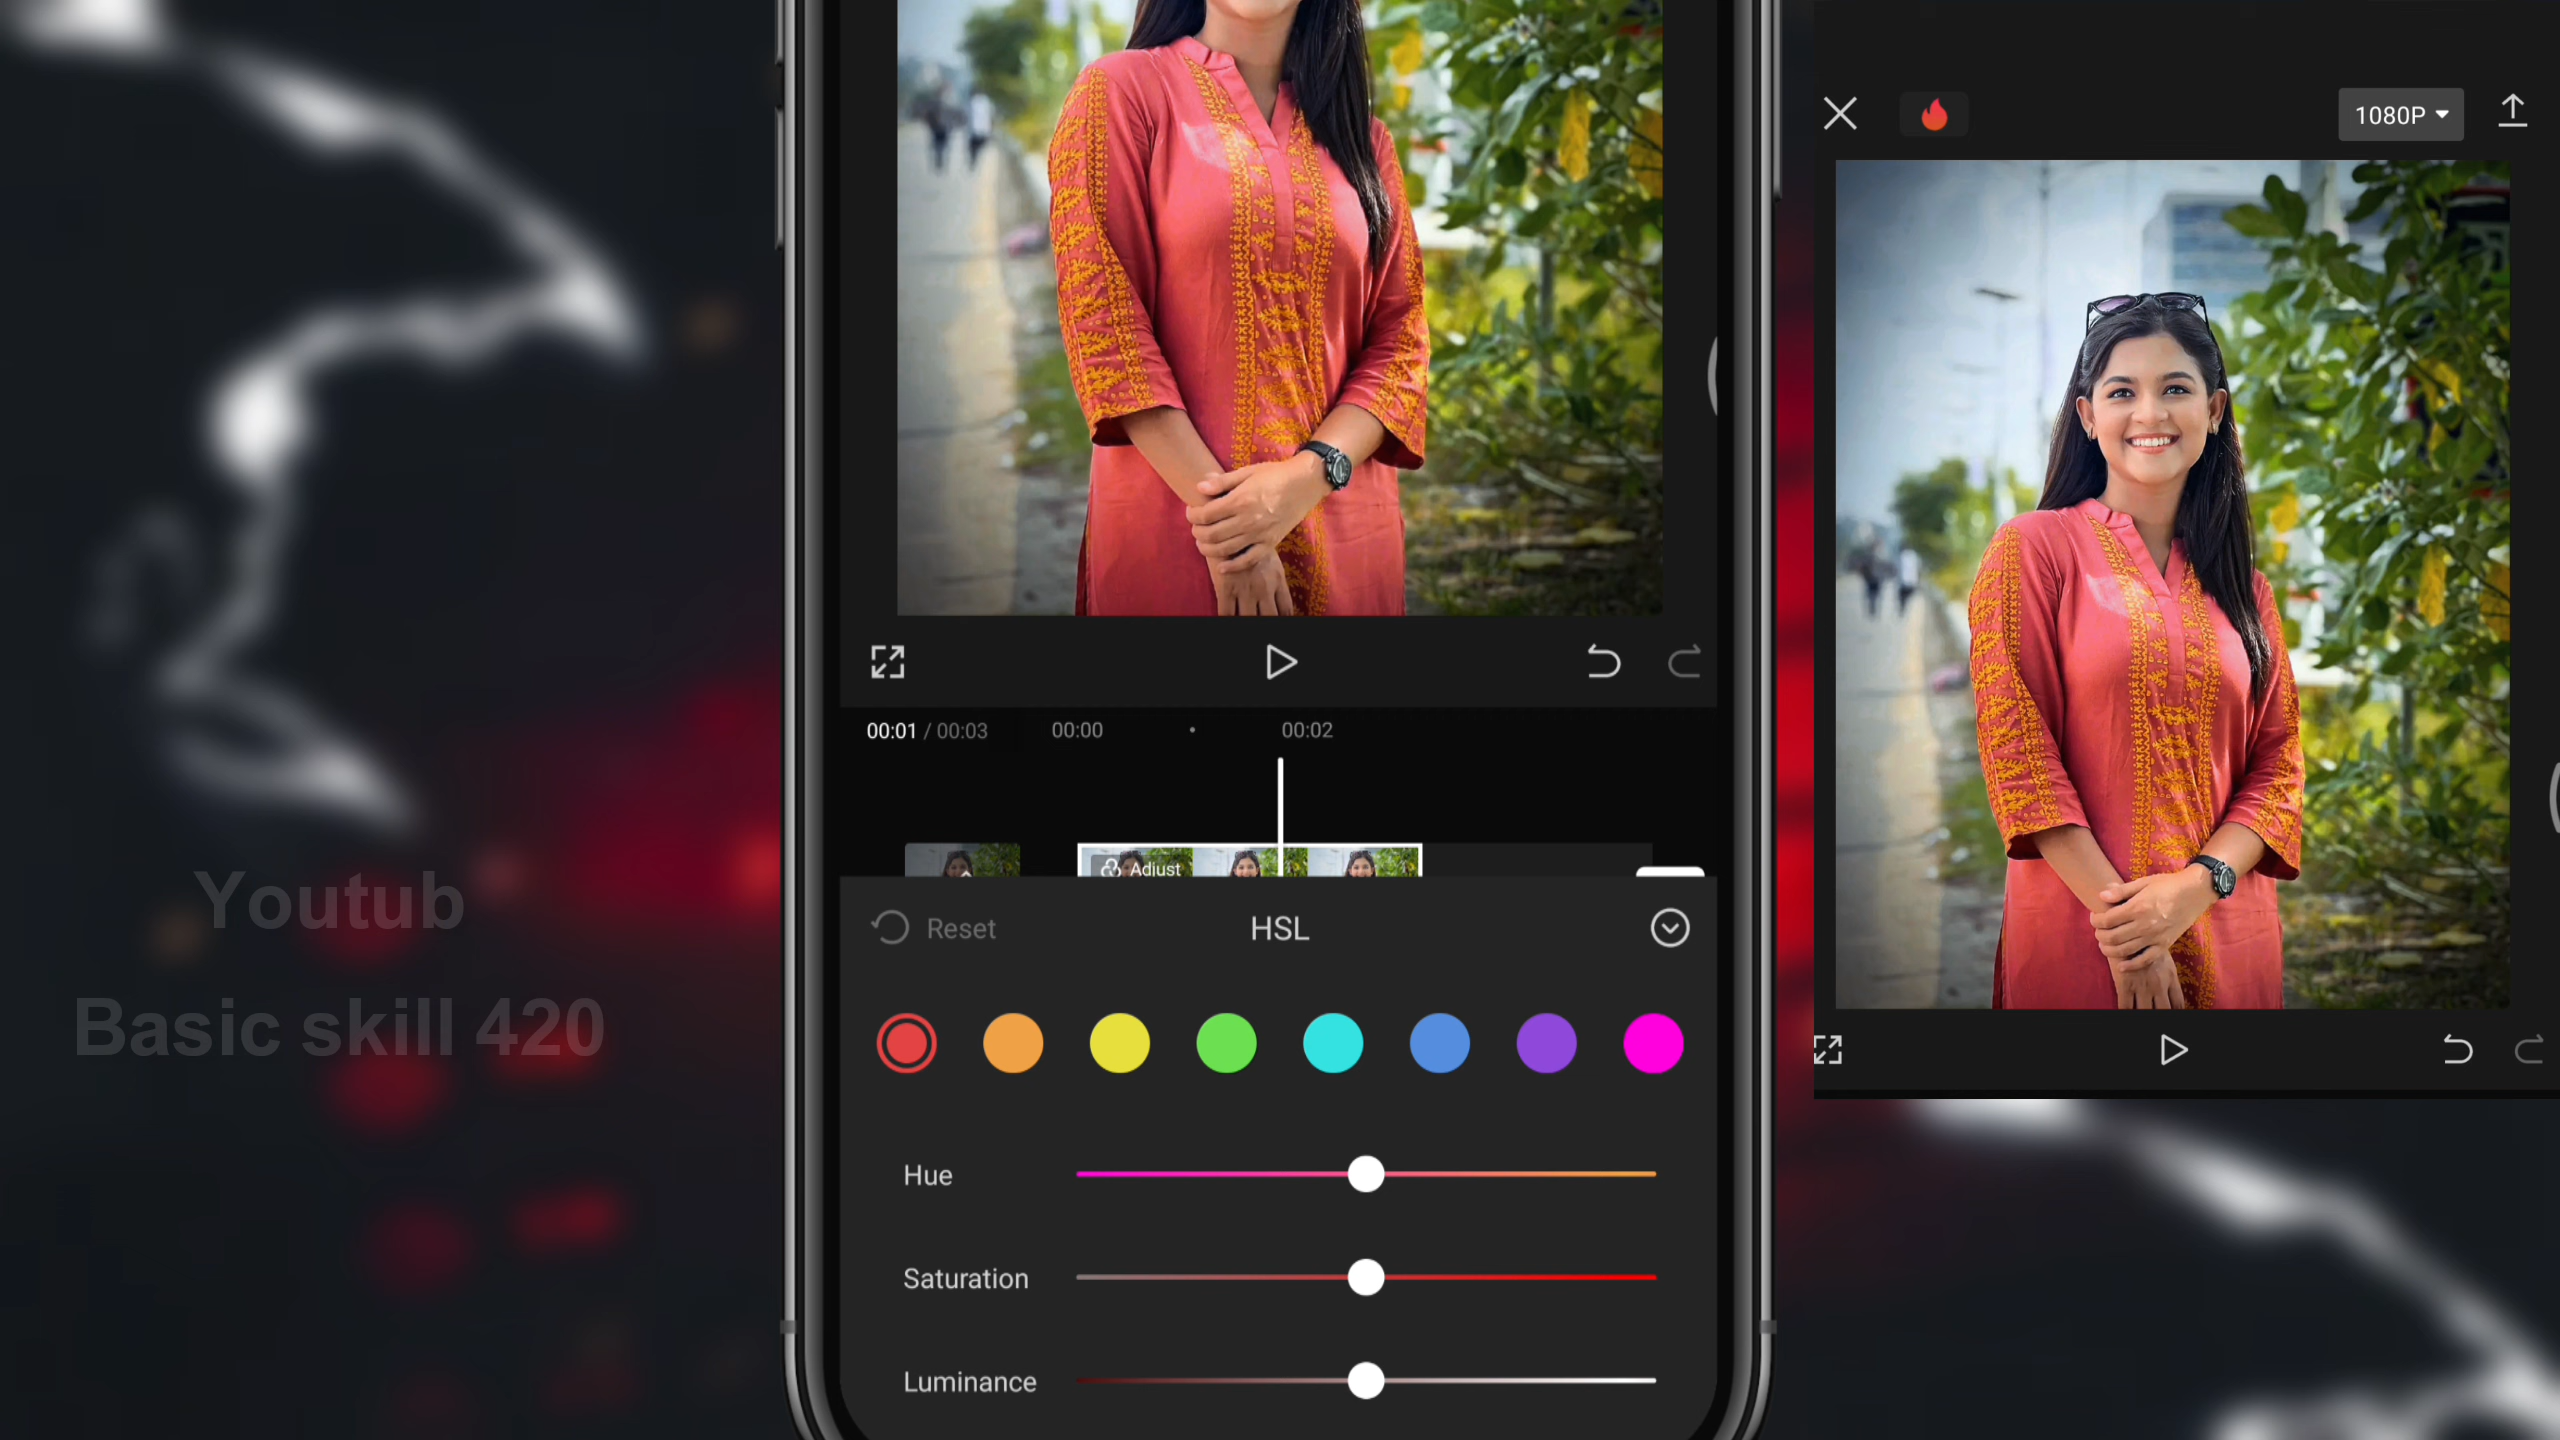 1080P
00:01 / 00:03
00:00
00:02
Adjust
Reset
HSL
Hue
Saturation
Luminance
Youtub
Basic skill 420